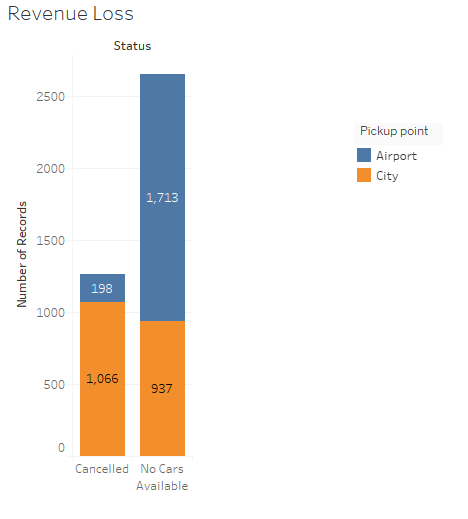 Revenue Loss
Status
Pickup point
Airport
City
Number of Records
2500
2000
1500
1000
500
0
1,713
198
1,066
937
Cancelled
No Cars
Available